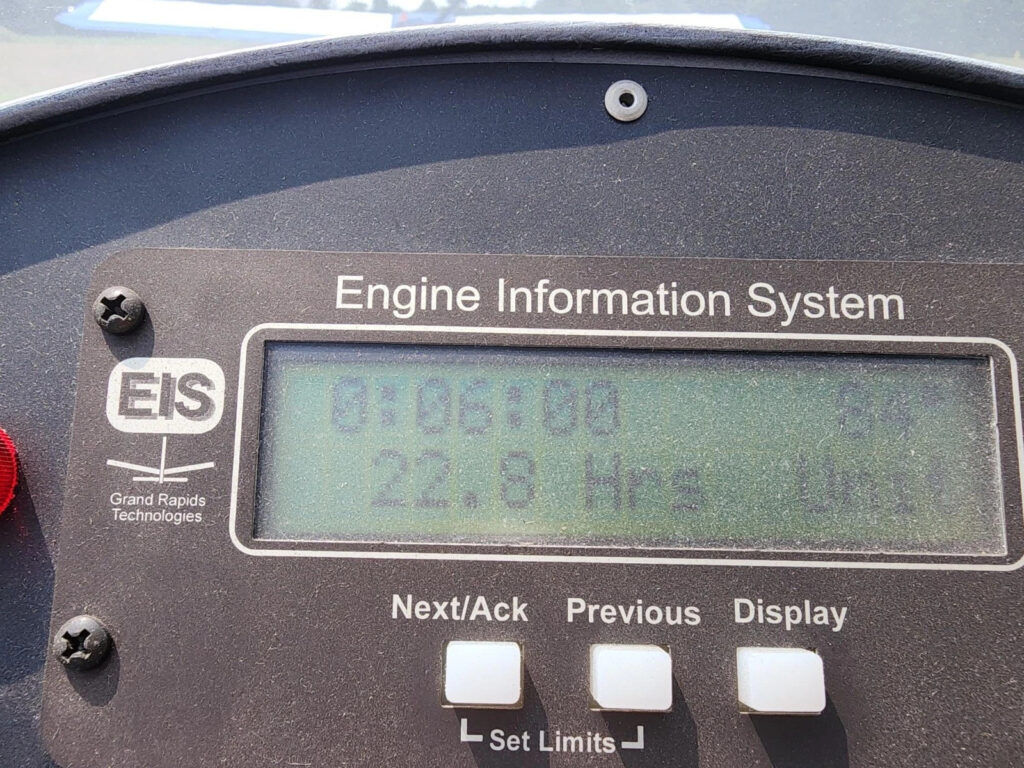 Engine Information System
EIS
0:06:00 84°
22.8 Hrs Unit
Grand Rapids
Technologies
Next/Ack Previous Display
Set Limits